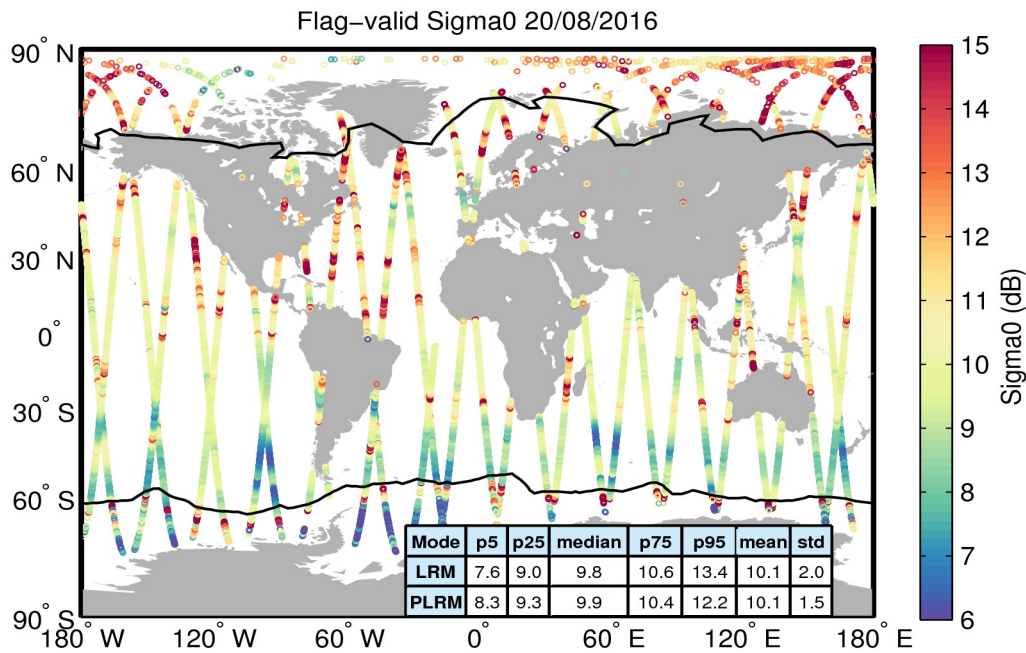 Flag−valid Sigma0 20/08/2016
90° N
60° N
30° N
0°
30° S
60° S
90° S
180° W
120° W
60° W
0°
60° E
120° E
180° E
15
14
13
12
11
10
9
8
7
6
Sigma0 (dB)
Mode p5 p25 median p75 p95 mean std
LRM 7.6 9.0 9.8 10.6 13.4 10.1 2.0
PLRM 8.3 9.3 9.9 10.4 12.2 10.1 1.5